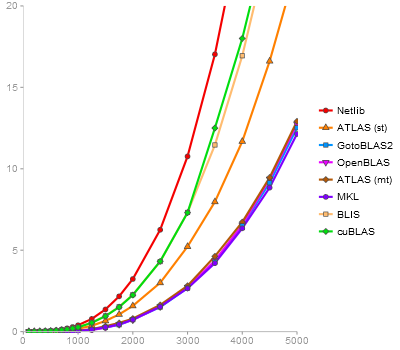 20
15
10
5
0
0
1000
2000
3000
4000
5000
Netlib
ATLAS (st)
GotoBLAS2
OpenBLAS
ATLAS (mt)
MKL
BLIS
cuBLAS